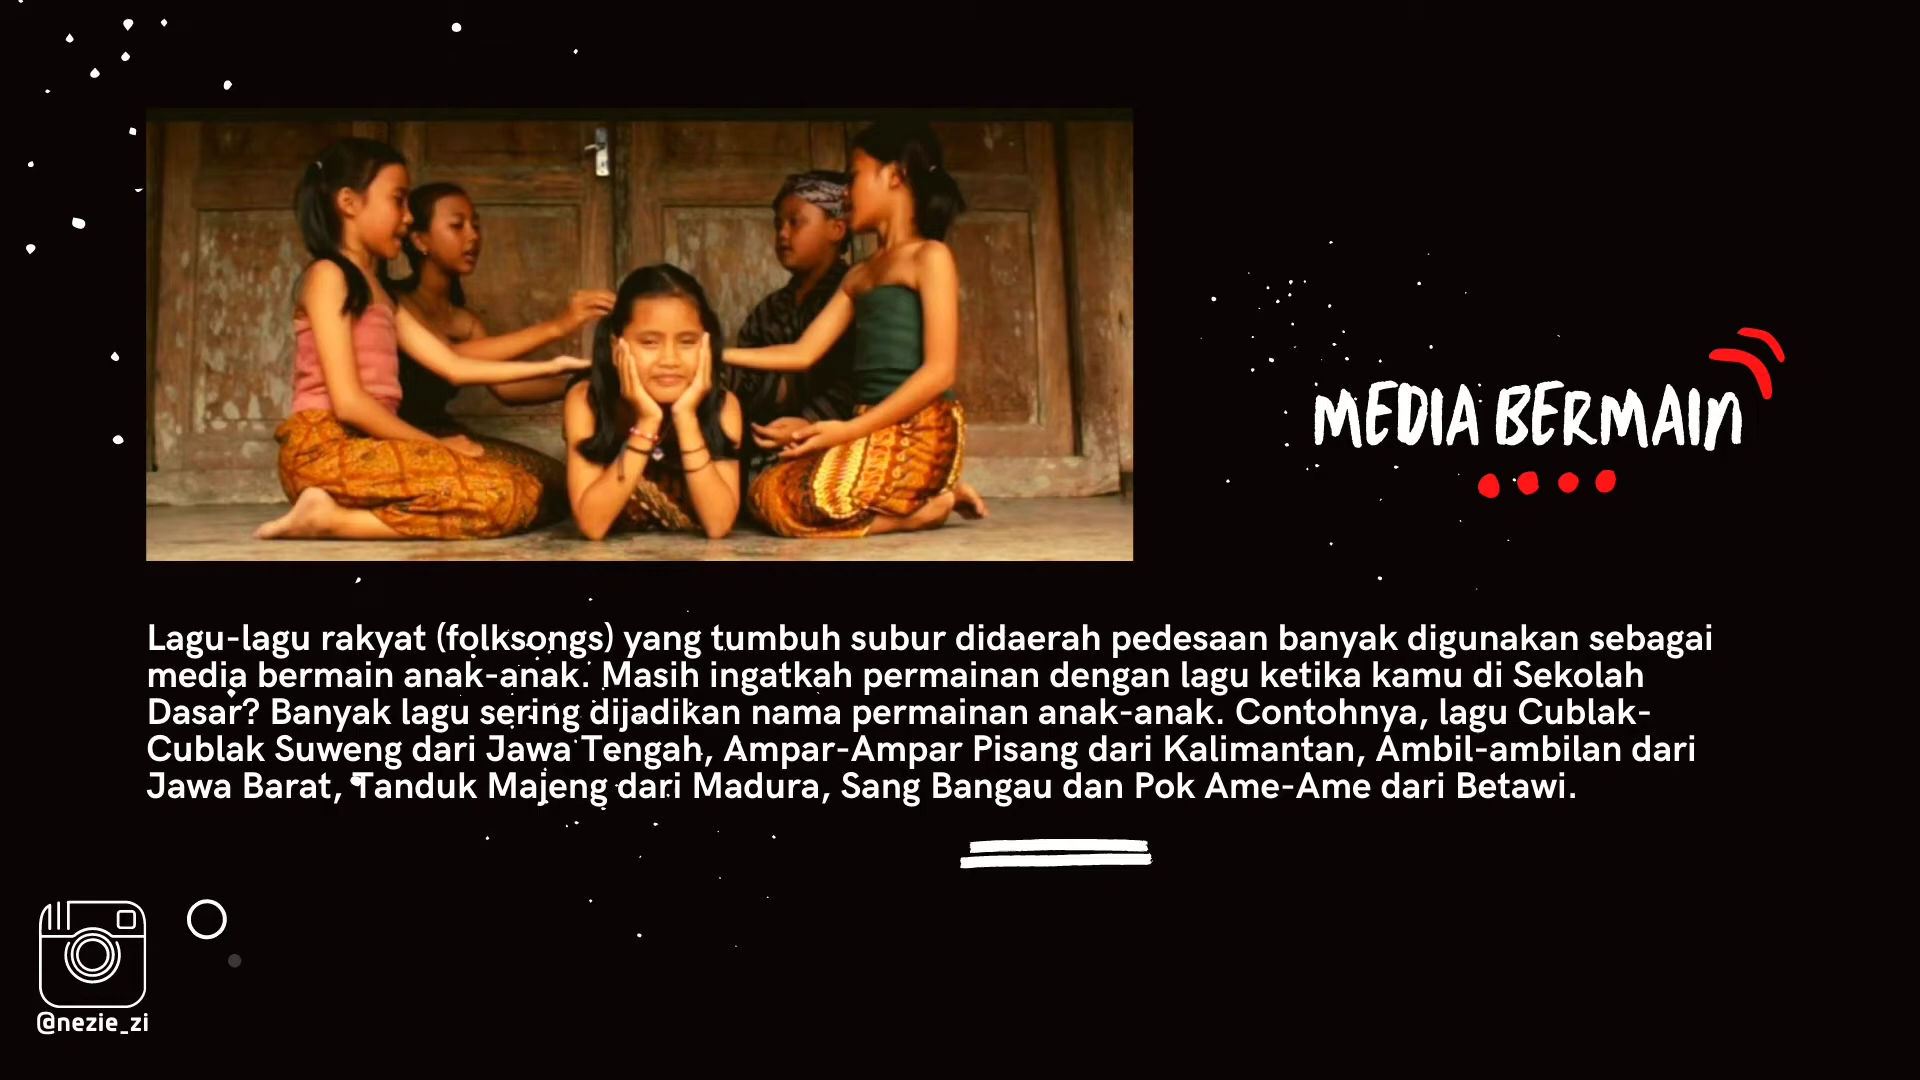 MEDIA BERMAIN
Lagu-lagu rakyat (folksongs) yang tumbuh subur didaerah pedesaan banyak digunakan sebagai
media bermain anak-anak. Masih ingatkah permainan dengan lagu ketika kamu di Sekolah
Dasar? Banyak lagu sering dijadikan nama permainan anak-anak. Contohnya, lagu Cublak-
Cublak Suweng dari Jawa Tengah, Ampar-Ampar Pisang dari Kalimantan, Ambil-ambilan dari
Jawa Barat, Tanduk Majeng dari Madura, Sang Bangau dan Pok Ame-Ame dari Betawi.
@nezie_zi